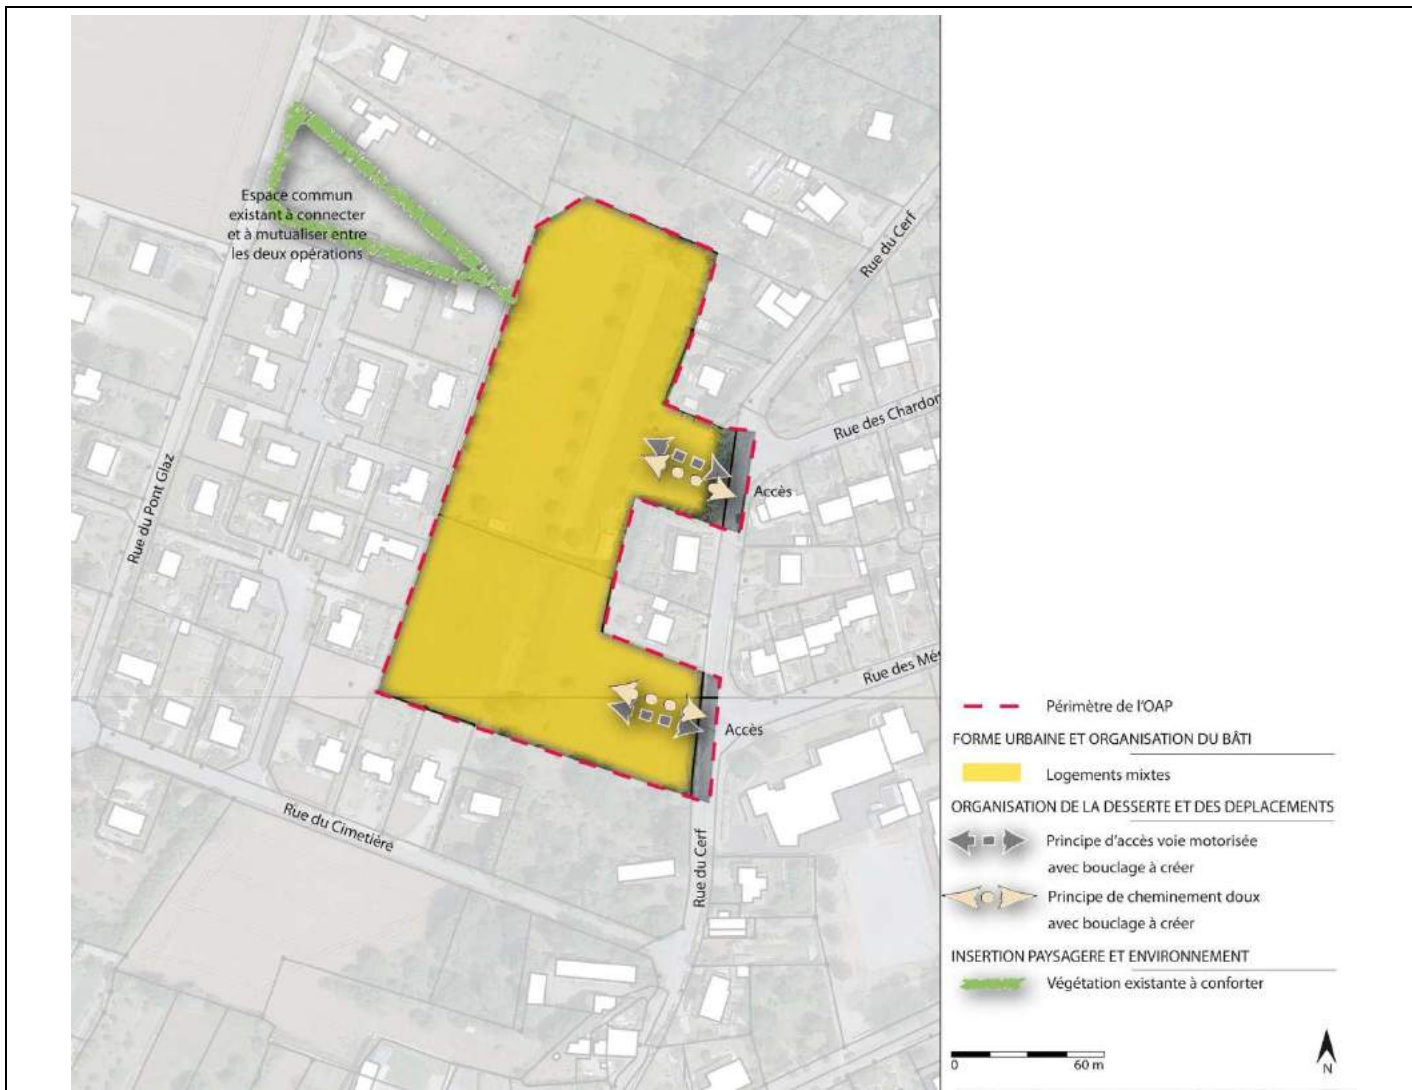 Rue du Cerf
Espace commun
existant à connecter
et à mutualiser entre
les deux opérations
Rue des Chardon
Rue du Pont Glaz
Accès
Rue des Més
Accès
Rue du Cimetière
Rue du Cerf
Périmètre de l'OAP
FORME URBAINE ET ORGANISATION DU BÂTI
Logements mixtes
ORGANISATION DE LA DESSERTE ET DES DEPLACEMENTS
Principe d'accès voie motorisée
avec bouclage à créer
Principe de cheminement doux
avec bouclage à créer
INSERTION PAYSAGERE ET ENVIRONNEMENT
Végétation existante à conforter
0 60 m
N